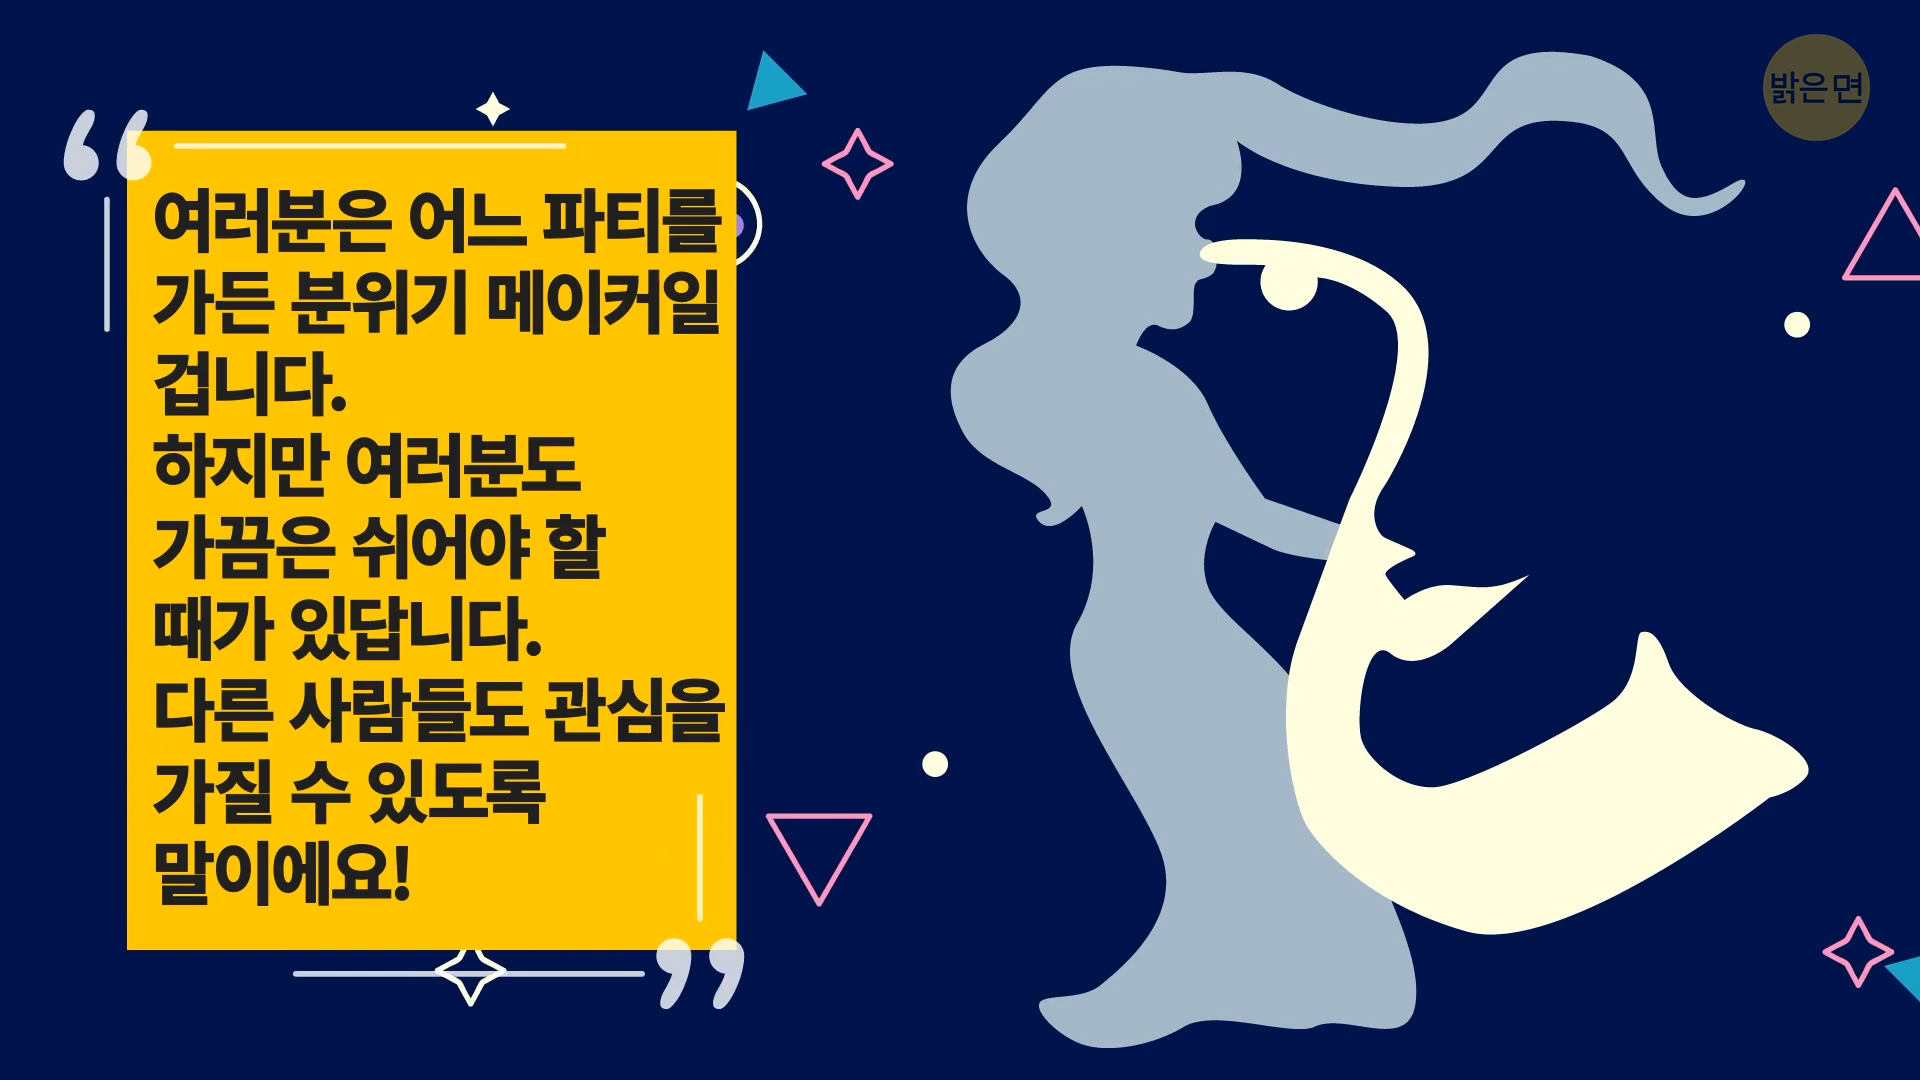 밝은면
여러분은 어느 파티를
가든 분위기 메이커일
겁니다.
하지만 여러분도
가끔은 쉬어야 할
때가 있답니다.
다른 사람들도 관심을
가질 수 있도록
말이에요!